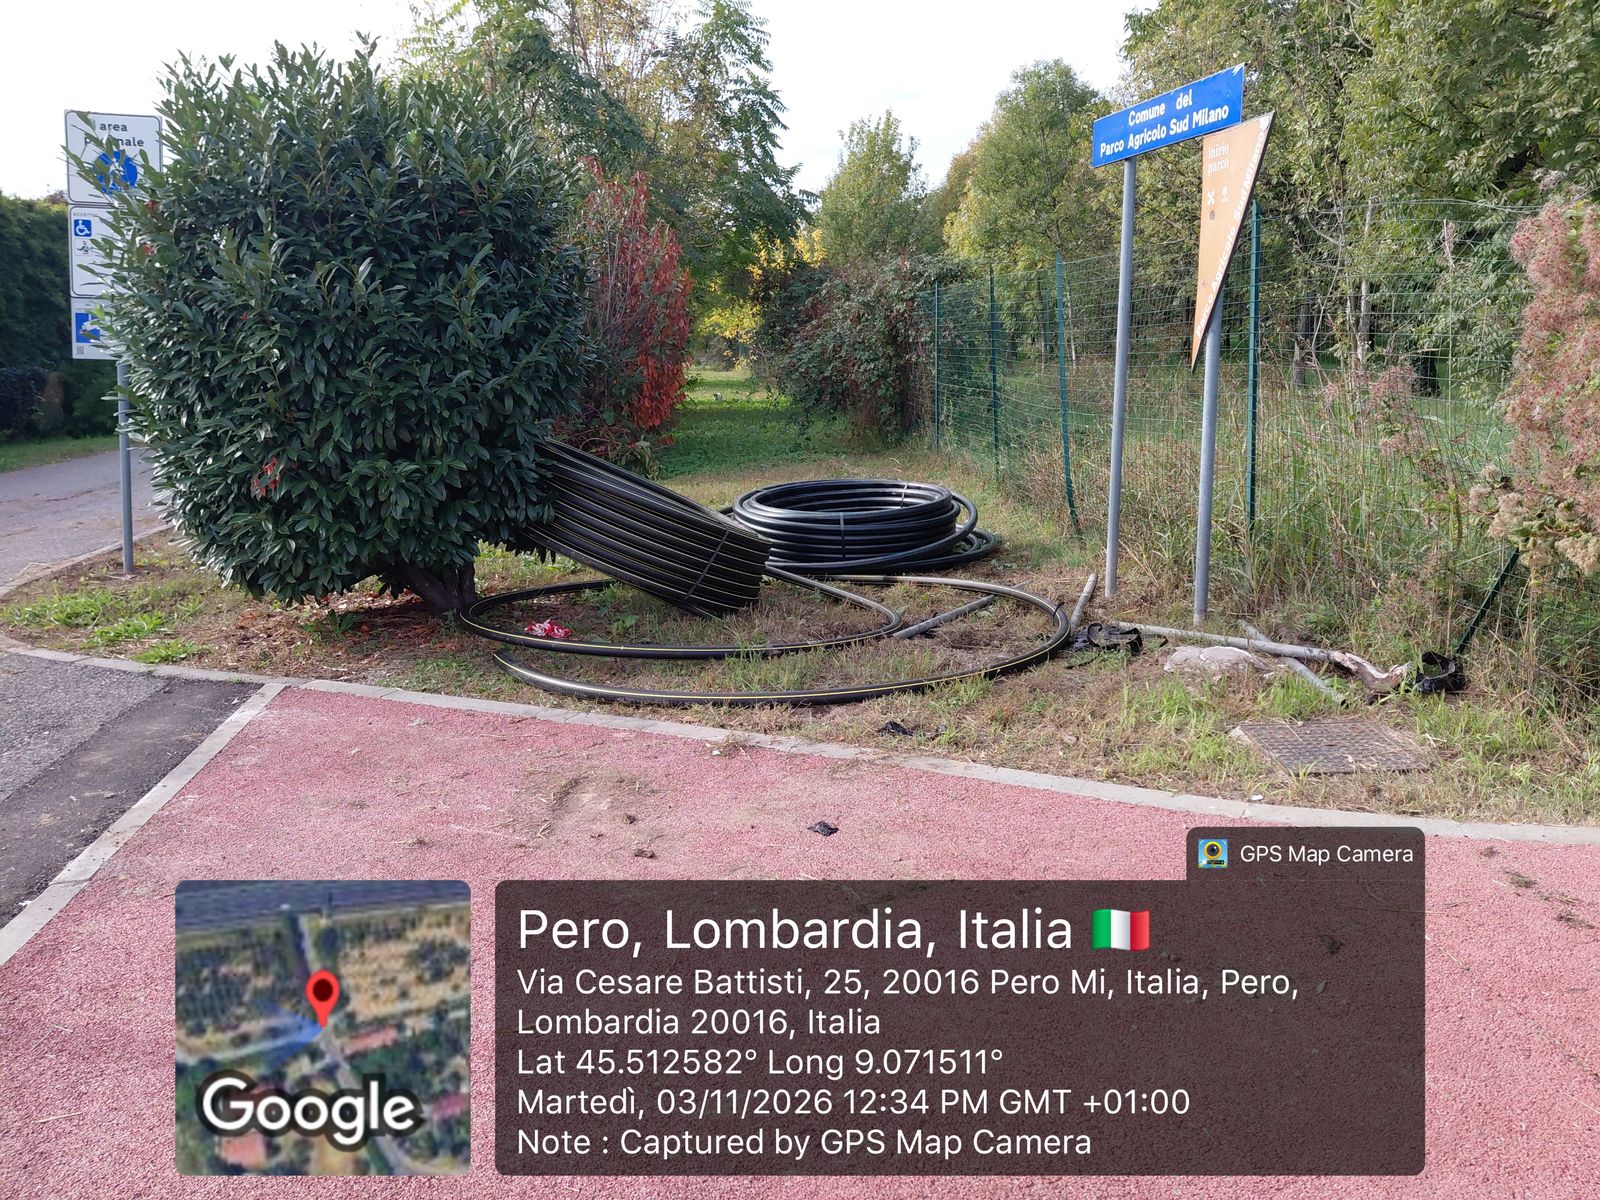 area
Comune del
Parco Agricolo Sud Milano
inizio
parco
GPS Map Camera
Google
Pero, Lombardia, Italia
Via Cesare Battisti, 25, 20016 Pero Mi, Italia, Pero,
Lombardia 20016, Italia
Lat 45.512582° Long 9.071511°
Martedì, 03/11/2026 12:34 PM GMT +01:00
Note : Captured by GPS Map Camera